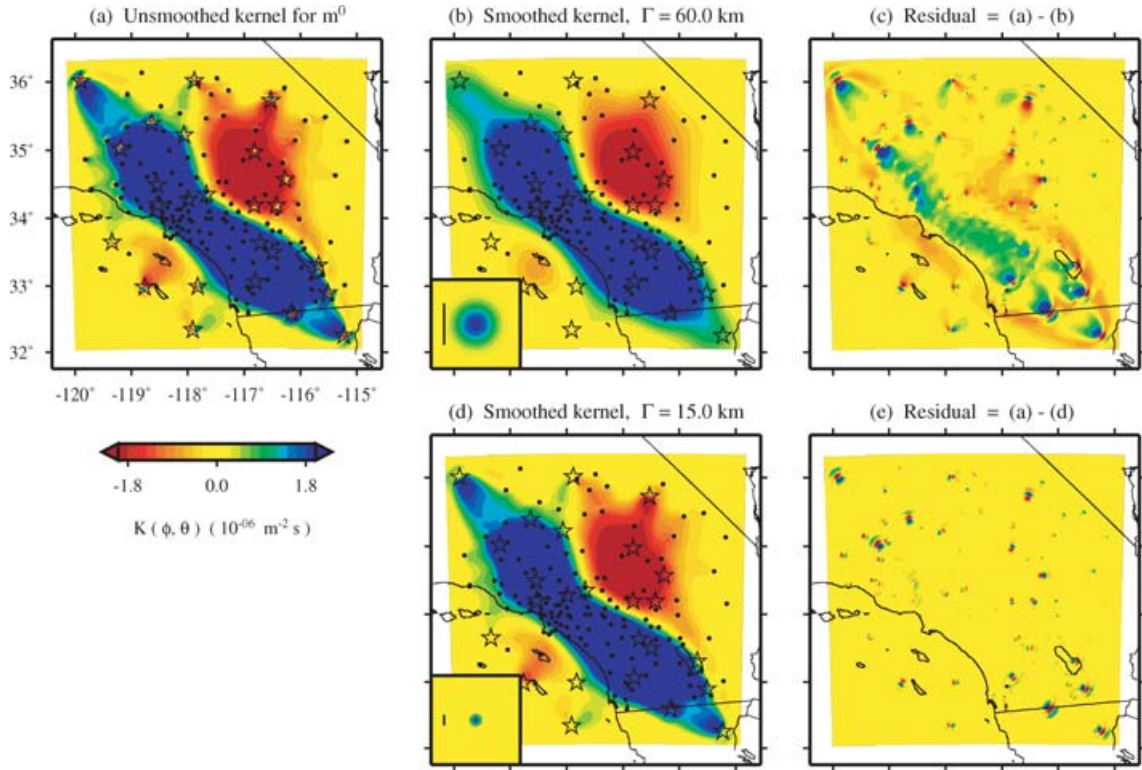 (a) Unsmoothed kernel for m⁰
(b) Smoothed kernel, Γ = 60.0 km
(c) Residual = (a) - (b)
36˚
35˚
34˚
33˚
32˚
-120˚ -119˚ -118˚ -117˚ -116˚ -115˚
(d) Smoothed kernel, Γ = 15.0 km
(e) Residual = (a) - (d)
-1.8 0.0 1.8
K ( ϕ, θ ) ( 10⁻⁰⁶ m⁻² s )